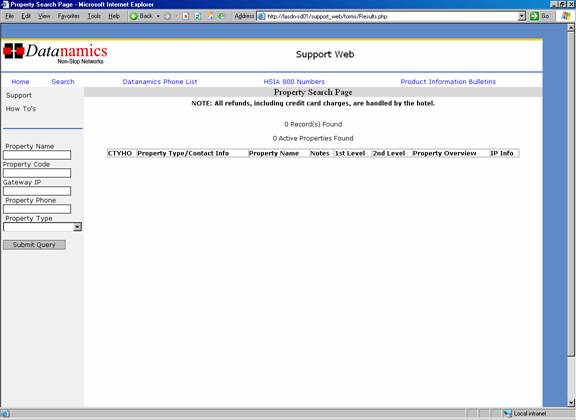 Property Search Page - Microsoft Internet Explorer
File Edit View Favorites Tools Help Back Address http://lasdn-sd01/support_web/toms/Results.php Go
Datanamics
Non-Stop Networks
Support Web
Home Search Datanamics Phone List HSIA 800 Numbers Product Information Bulletins
Support
How To's
Property Search Page
NOTE: All refunds, including credit card charges, are handled by the hotel.
0 Record(s) Found
0 Active Properties Found
CTYHO Property Type/Contact Info Property Name Notes 1st Level 2nd Level Property Overview IP Info
Property Name
Property Code
Gateway IP
Property Phone
Property Type
Submit Query
Local intranet